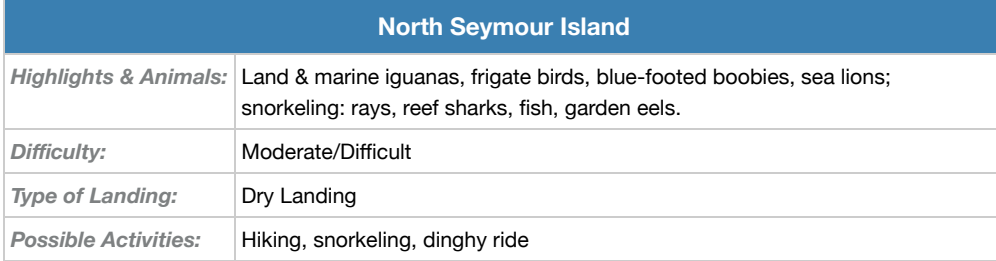 North Seymour Island
Highlights & Animals: Land & marine iguanas, frigate birds, blue-footed boobies, sea lions;
snorkeling: rays, reef sharks, fish, garden eels.
Difficulty: Moderate/Difficult
Type of Landing: Dry Landing
Possible Activities: Hiking, snorkeling, dinghy ride